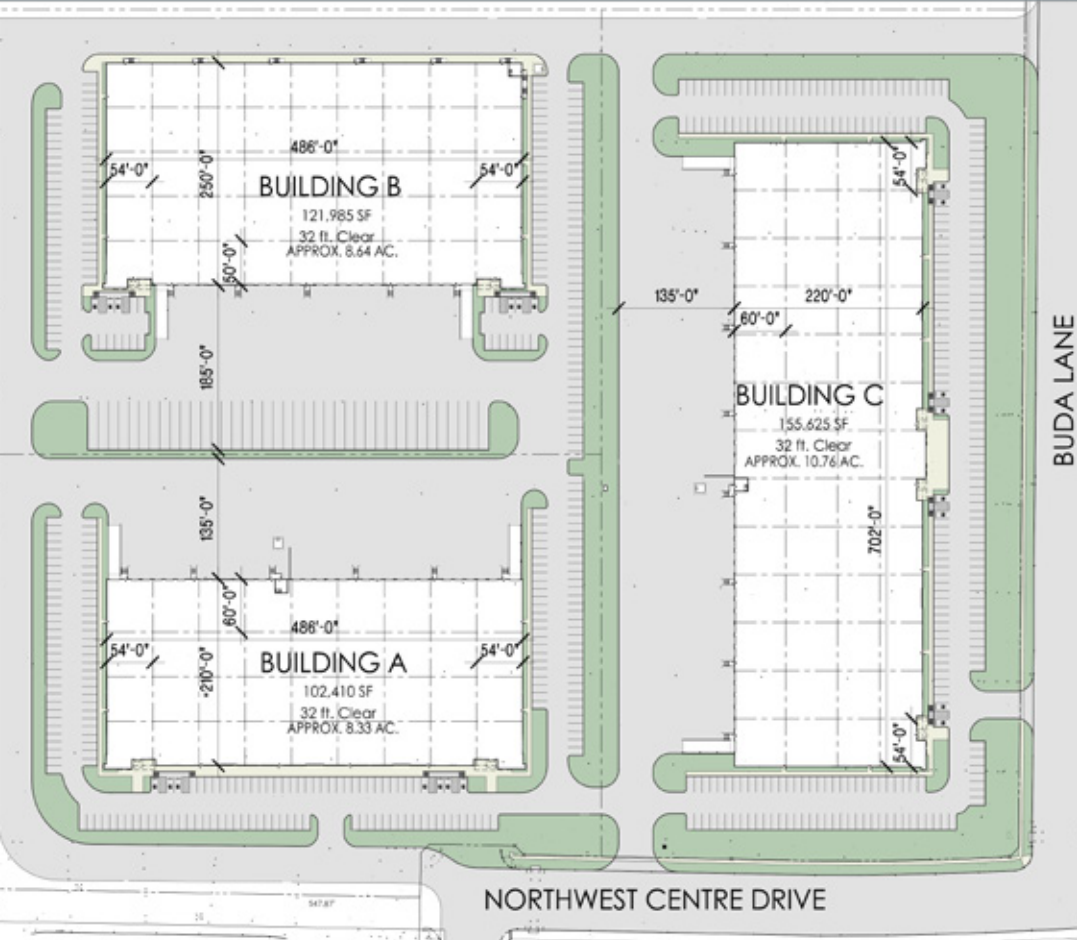 486'-0"
54'-0"
54'-0"
250'-0"
BUILDING B
121,985 SF
32 ft. Clear
APPROX. 8.64 AC.
50'-0"
185'-0"
135'-0"
60'-0"
486'-0"
54'-0"
54'-0"
210'-0"
BUILDING A
102,410 SF
32 ft. Clear
APPROX. 8.33 AC.
54'-0"
135'-0"
220'-0"
60'-0"
BUILDING C
155,625 SF
32 ft. Clear
APPROX. 10.76 AC.
702'-0"
54'-0"
BUDA LANE
NORTHWEST CENTRE DRIVE